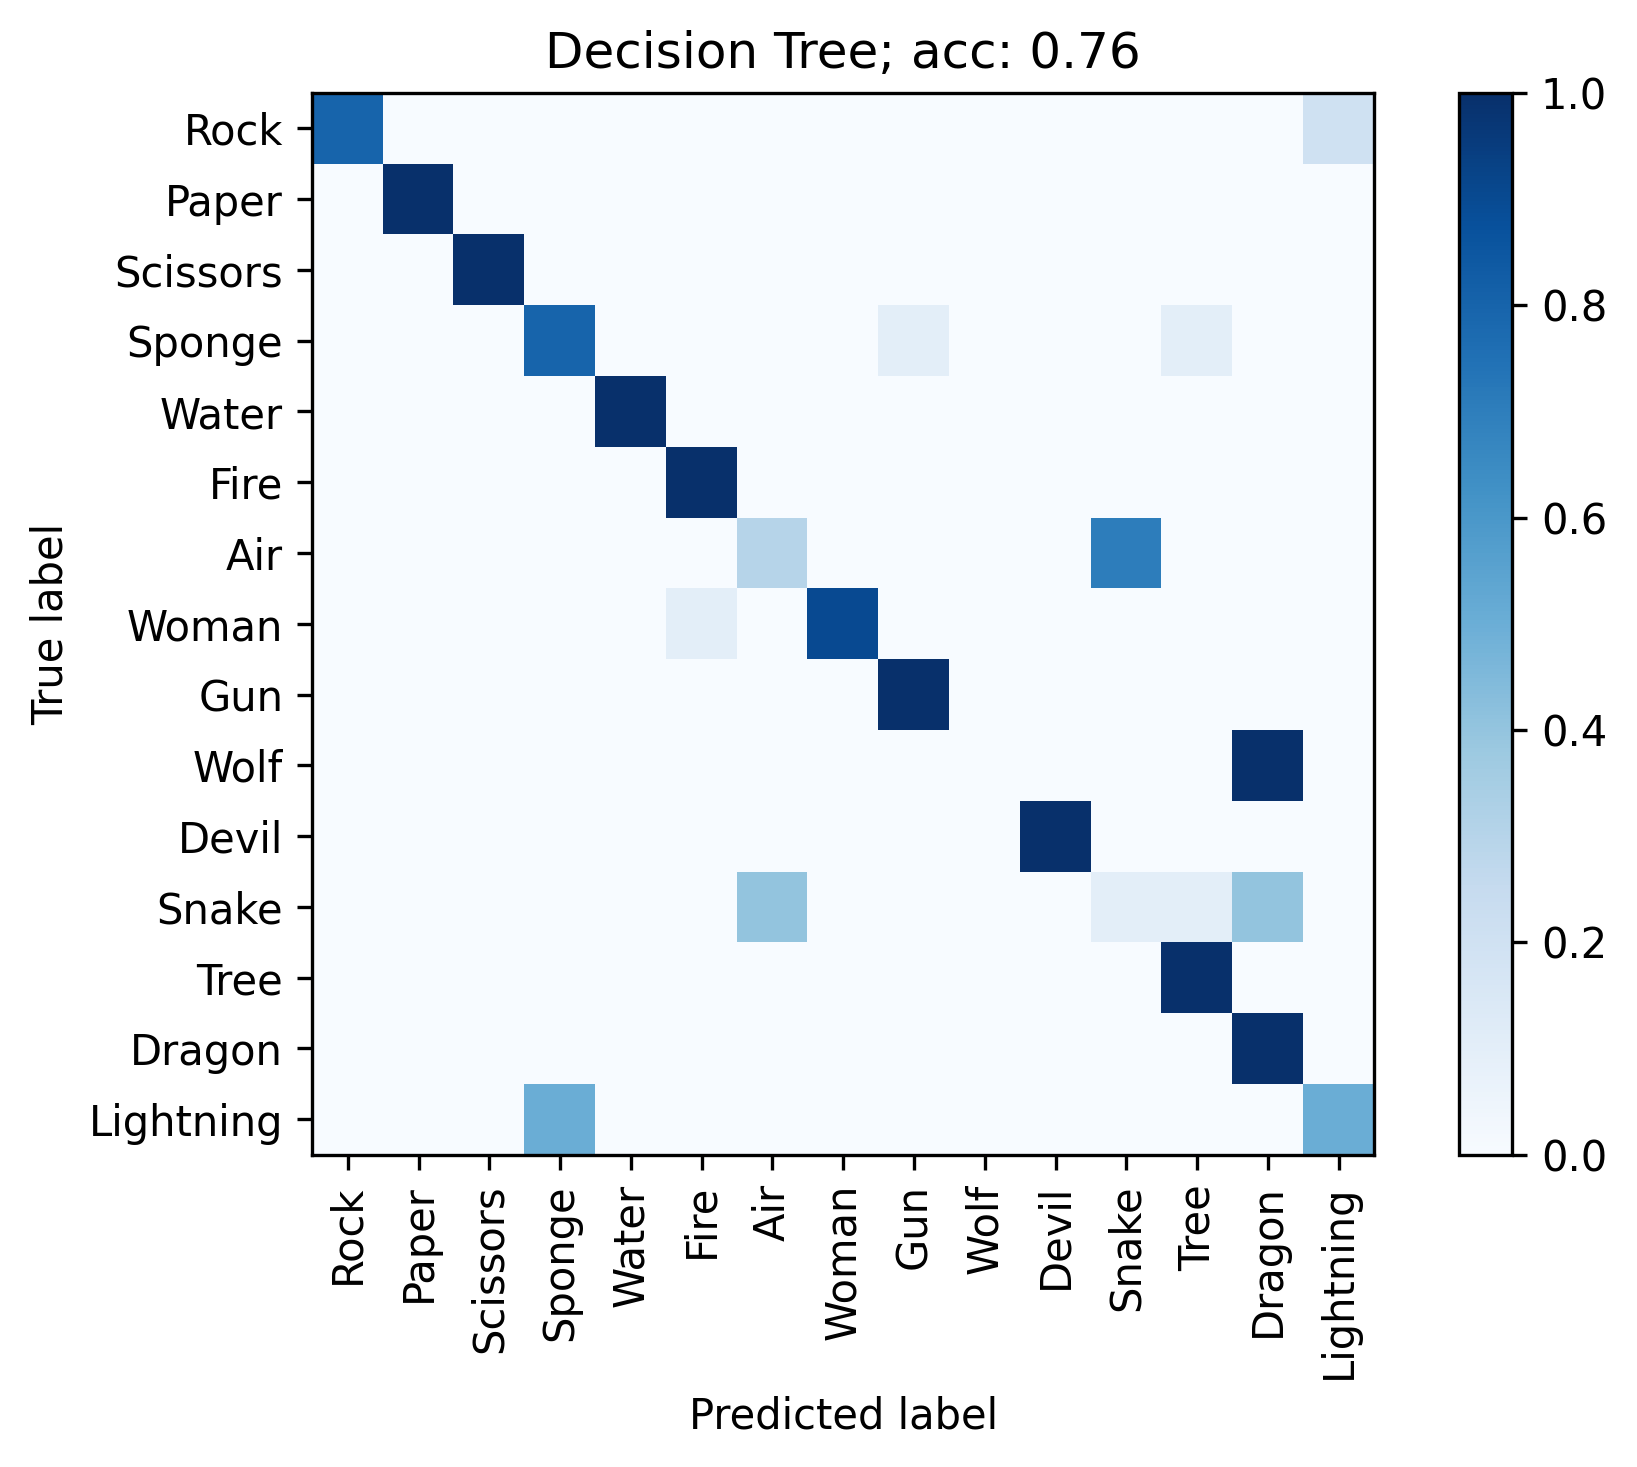 Decision Tree; acc: 0.76
True label
Rock
Paper
Scissors
Sponge
Water
Fire
Air
Woman
Gun
Wolf
Devil
Snake
Tree
Dragon
Lightning
Rock
Paper
Scissors
Sponge
Water
Fire
Air
Woman
Gun
Wolf
Devil
Snake
Tree
Dragon
Lightning
Predicted label
1.0
0.8
0.6
0.4
0.2
0.0